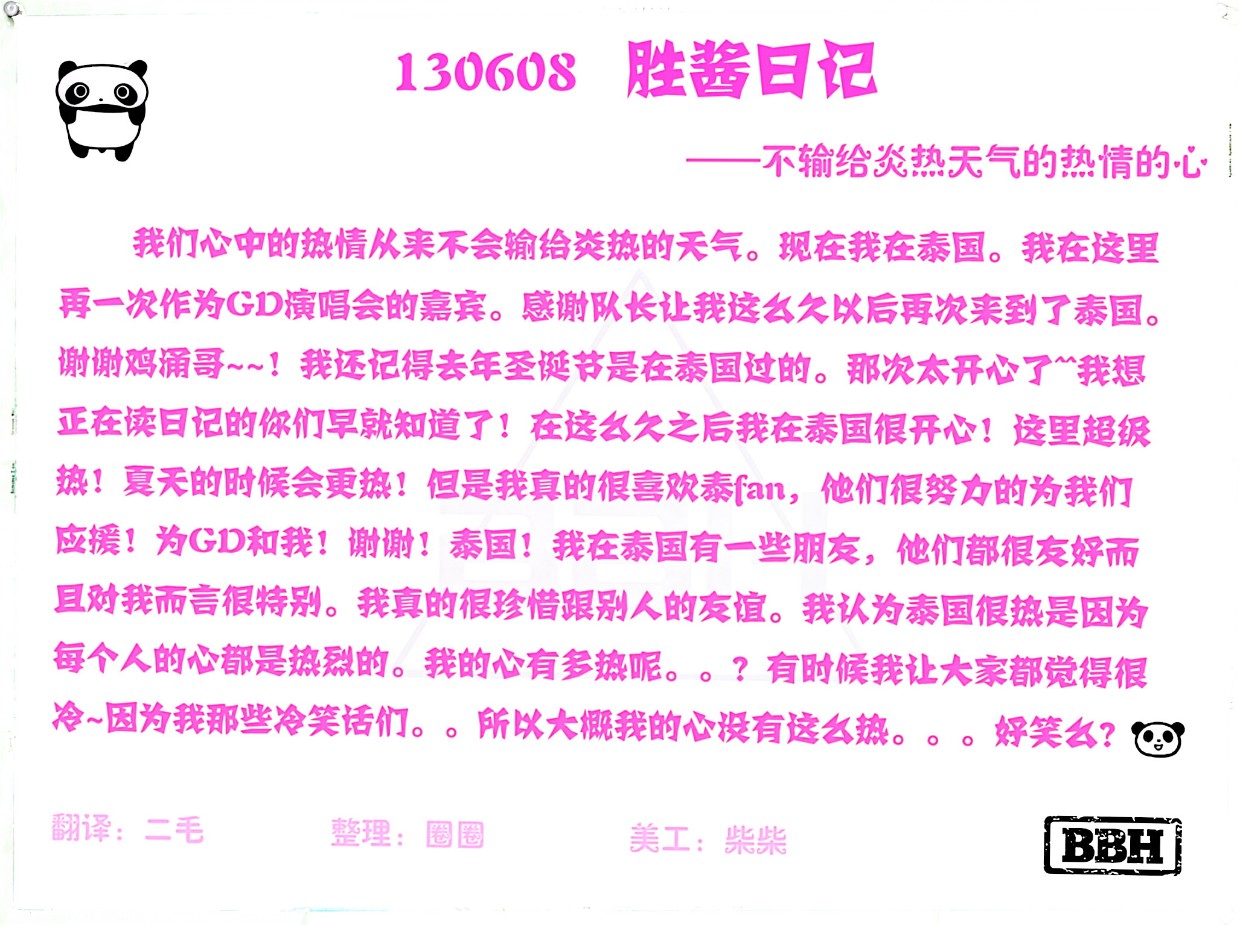 130608 胜酱日记
——不输给炎热天气的热情的心
我们心中的热情从来不会输给炎热的天气。现在我在泰国。我在这里
再一次作为GD演唱会的嘉宾。感谢队长让我这么久以后再次来到了泰国。
谢谢鸡涌哥~~！我还记得去年圣诞节是在泰国过的。那次太开心了^^我想
正在读日记的你们早就知道了！在这么久之后我在泰国很开心！这里超级
热！夏天的时候会更热！但是我真的很喜欢泰fan，他们很努力的为我们
应援！为GD和我！谢谢！泰国！我在泰国有一些朋友，他们都很友好而
且对我而言很特别。我真的很珍惜跟别人的友谊。我认为泰国很热是因为
每个人的心都是热烈的。我的心有多热呢。。？有时候我让大家都觉得很
冷~因为我那些冷笑话们。。所以大概我的心没有这么热。。。好笑么？
翻译：二毛 整理：圈圈 美工：柴柴
BBH
BBH